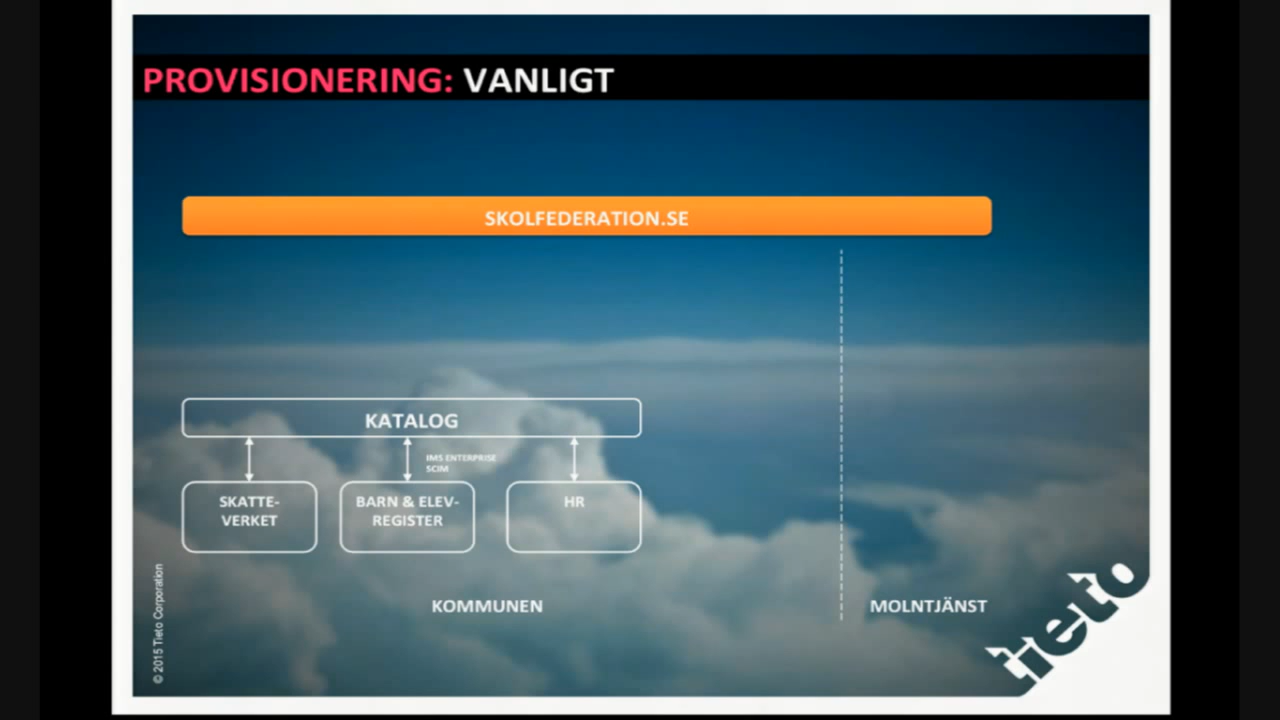 PROVISIONERING: VANLIGT
SKOLFEDERATION.SE
KATALOG
IMS ENTERPRISE
SCIM
SKATTE-
VERKET
BARN & ELEV-
REGISTER
HR
KOMMUNEN
MOLNTJÄNST
© 2015 Tieto Corporation
tieto